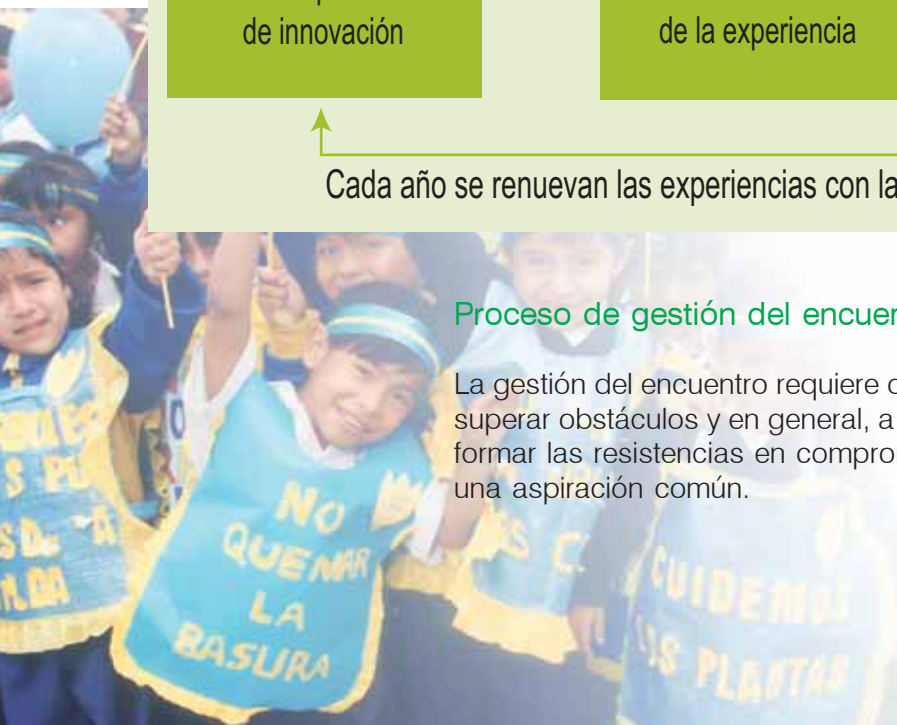 de innovación
de la experiencia
Cada año se renuevan las experiencias con la
Proceso de gestión del
La gestión del encuentro requiere
superar obstáculos y en general, a
formar las resistencias en
una aspiración común.
NO
QUEMAR
LA
BASURA
CUIDEMOS
PLANTAS